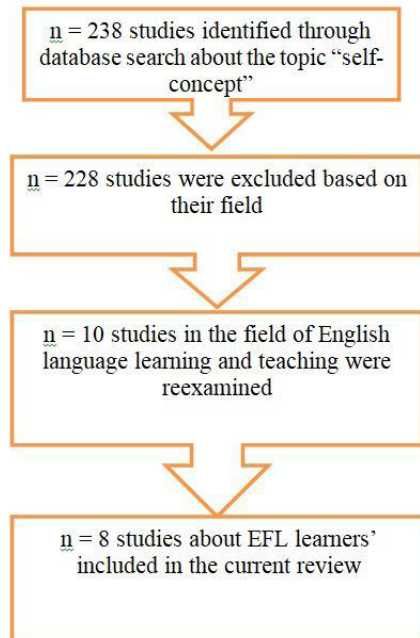 n = 238 studies identified through
database search about the topic “self-
concept”
n = 228 studies were excluded based on
their field
n = 10 studies in the field of English
language learning and teaching were
reexamined
n = 8 studies about EFL learners’
included in the current review